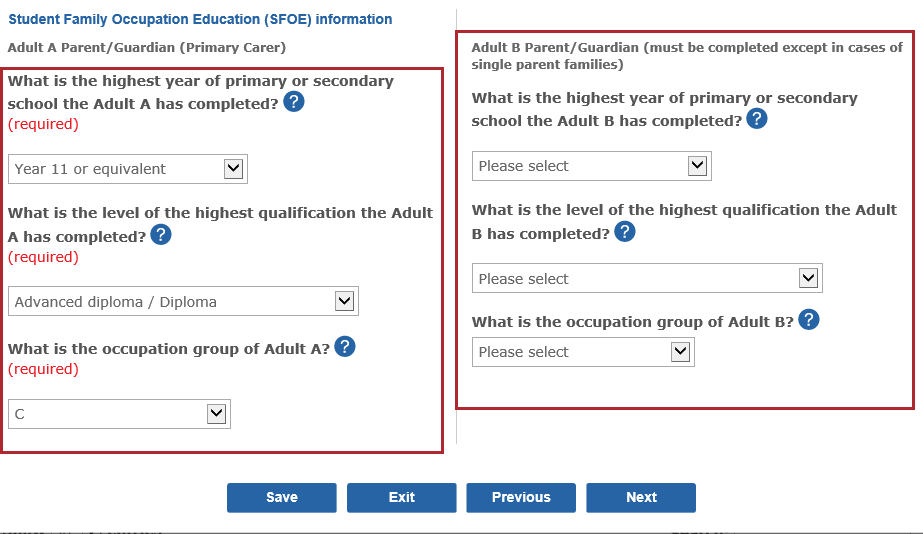 Student Family Occupation Education (SFOE) information
Adult A Parent/Guardian (Primary Carer)
What is the highest year of primary or secondary
school the Adult A has completed? ?
(required)
Year 11 or equivalent
What is the level of the highest qualification the Adult
A has completed? ?
(required)
Advanced diploma / Diploma
What is the occupation group of Adult A? ?
(required)
C
Adult B Parent/Guardian (must be completed except in cases of
single parent families)
What is the highest year of primary or secondary
school the Adult B has completed? ?
Please select
What is the level of the highest qualification the Adult
B has completed? ?
Please select
What is the occupation group of Adult B? ?
Please select
Save Exit Previous Next